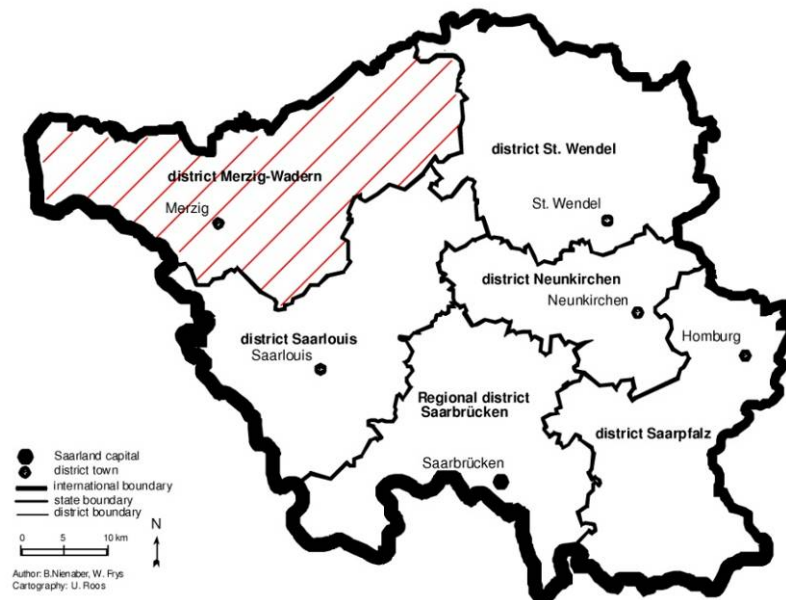 district St. Wendel
district Merzig-Wadern
Merzig
St. Wendel
district Neunkirchen
Neunkirchen
district Saarlouis
Saarlouis
Homburg
Regional district
Saarbrücken
district Saarpfalz
Saarbrücken
Saarland capital
district town
international boundary
state boundary
district boundary
N
0 5 10 km
Author: B.Nienaber, W. Frys
Cartography: U. Roos